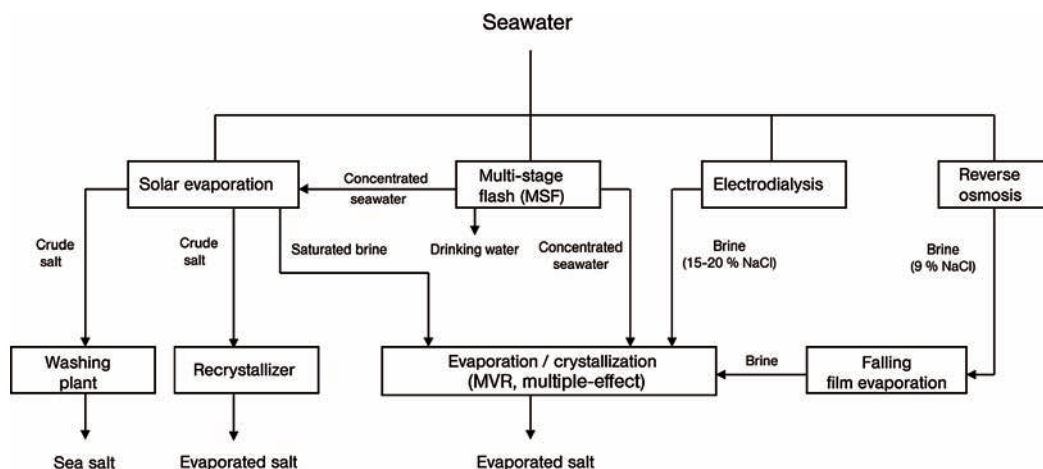 Seawater
Solar evaporation
Concentrated
seawater
Multi-stage
flash (MSF)
Electrodialysis
Reverse
osmosis
Crude
salt
Crude
salt
Saturated brine
Drinking water
Concentrated
seawater
Brine
(15-20 % NaCl)
Brine
(9 % NaCl)
Washing
plant
Recrystallizer
Evaporation / crystallization
(MVR, multiple-effect)
Brine
Falling
film evaporation
Sea salt
Evaporated salt
Evaporated salt